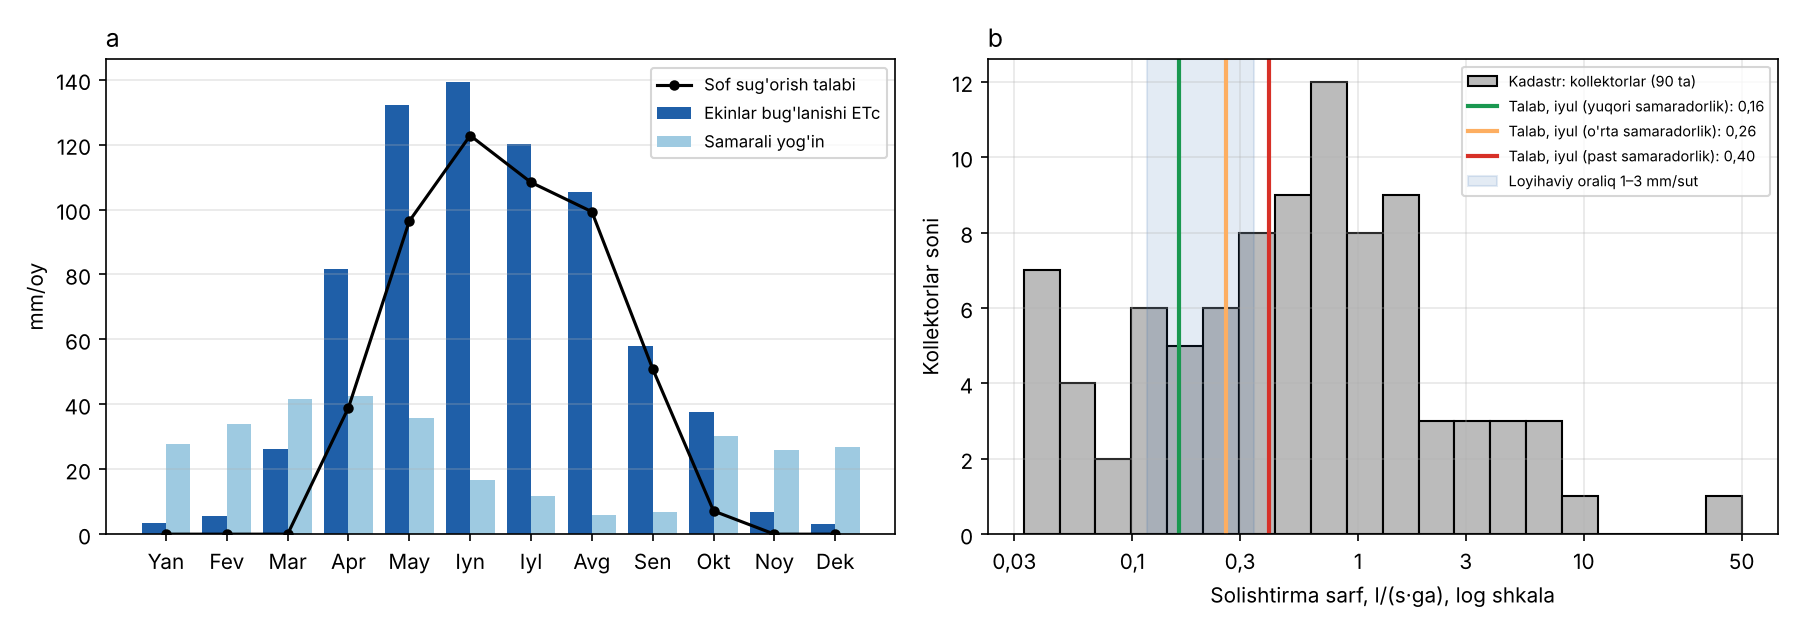 a
mm/oy
140
120
100
80
60
40
20
0
Yan Fev Mar Apr May Iyn Iyl Avg Sen Okt Noy Dek
Sof sug'orish talabi
Ekinlar bug'lanishi ETc
Samarali yog'in
b
Kollektorlar soni
12
10
8
6
4
2
0
0,03 0,1 0,3 1 3 10 50
Solishtirma sarf, l/(s·ga), log shkala
Kadastr: kollektorlar (90 ta)
Talab, iyul (yuqori samaradorlik): 0,16
Talab, iyul (o'rta samaradorlik): 0,26
Talab, iyul (past samaradorlik): 0,40
Loyihaviy oraliq 1–3 mm/sut